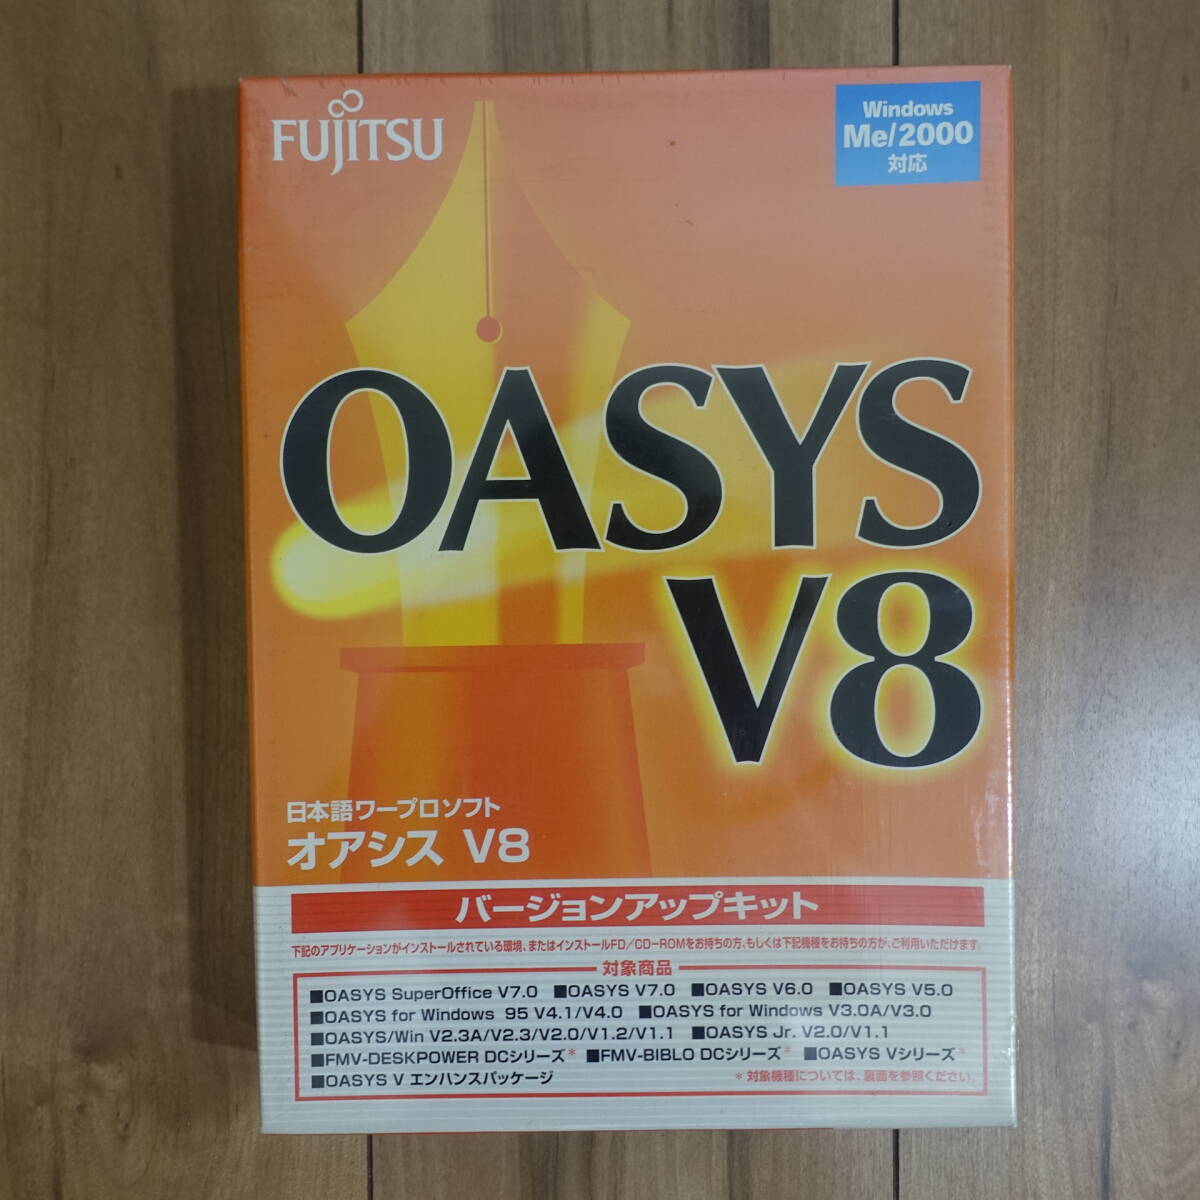 FUJITSU
Windows
Me/2000
対応
OASYS
V8
日本語ワープロソフト
オアシス V8
バージョンアップキット
下記のアプリケーションがインストールされている環境、またはインストールFD/CD-ROMをお持ちの方、もしくは下記機種をお持ちの方が、ご利用いただけます。
対象商品
■OASYS SuperOffice V7.0 ■OASYS V7.0 ■OASYS V6.0 ■OASYS V5.0
■OASYS for Windows 95 V4.1/V4.0 ■OASYS for Windows V3.0A/V3.0
■OASYS/Win V2.3A/V2.3/V2.0/V1.2/V1.1 ■OASYS Jr. V2.0/V1.1
■FMV-DESKPOWER DCシリーズ* ■FMV-BIBLO DCシリーズ* ■OASYS Vシリーズ*
■OASYS V エンハンスパッケージ *対象機種については、裏面を参照ください。